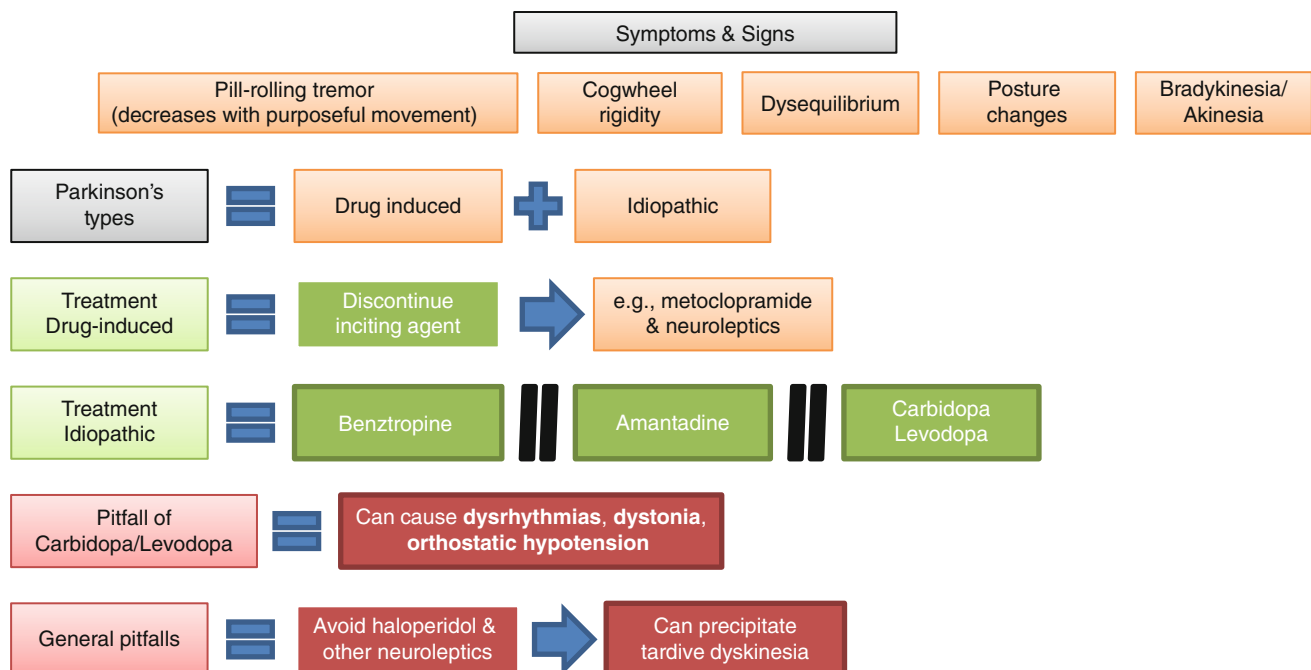 Symptoms & Signs
Pill-rolling tremor
(decreases with purposeful movement)
Cogwheel
rigidity
Dysequilibrium
Posture
changes
Bradykinesia/
Akinesia
Parkinson's
types
Drug induced
Idiopathic
Treatment
Drug-induced
Discontinue
inciting agent
e.g., metoclopramide
& neuroleptics
Treatment
Idiopathic
Benztropine
Amantadine
Carbidopa
Levodopa
Pitfall of
Carbidopa/Levodopa
Can cause dysrhythmias, dystonia,
orthostatic hypotension
General pitfalls
Avoid haloperidol &
other neuroleptics
Can precipitate
tardive dyskinesia